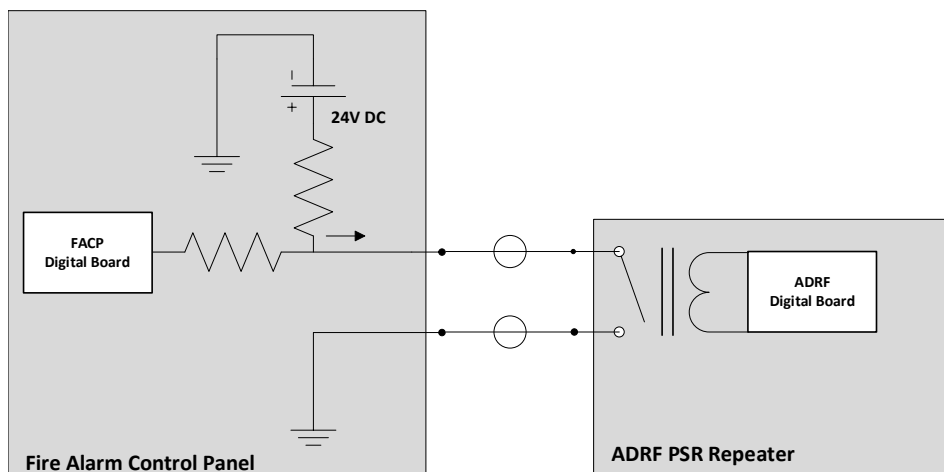 -
+
24V DC
FACP
Digital Board
ADRF
Digital Board
Fire Alarm Control Panel
ADRF PSR Repeater